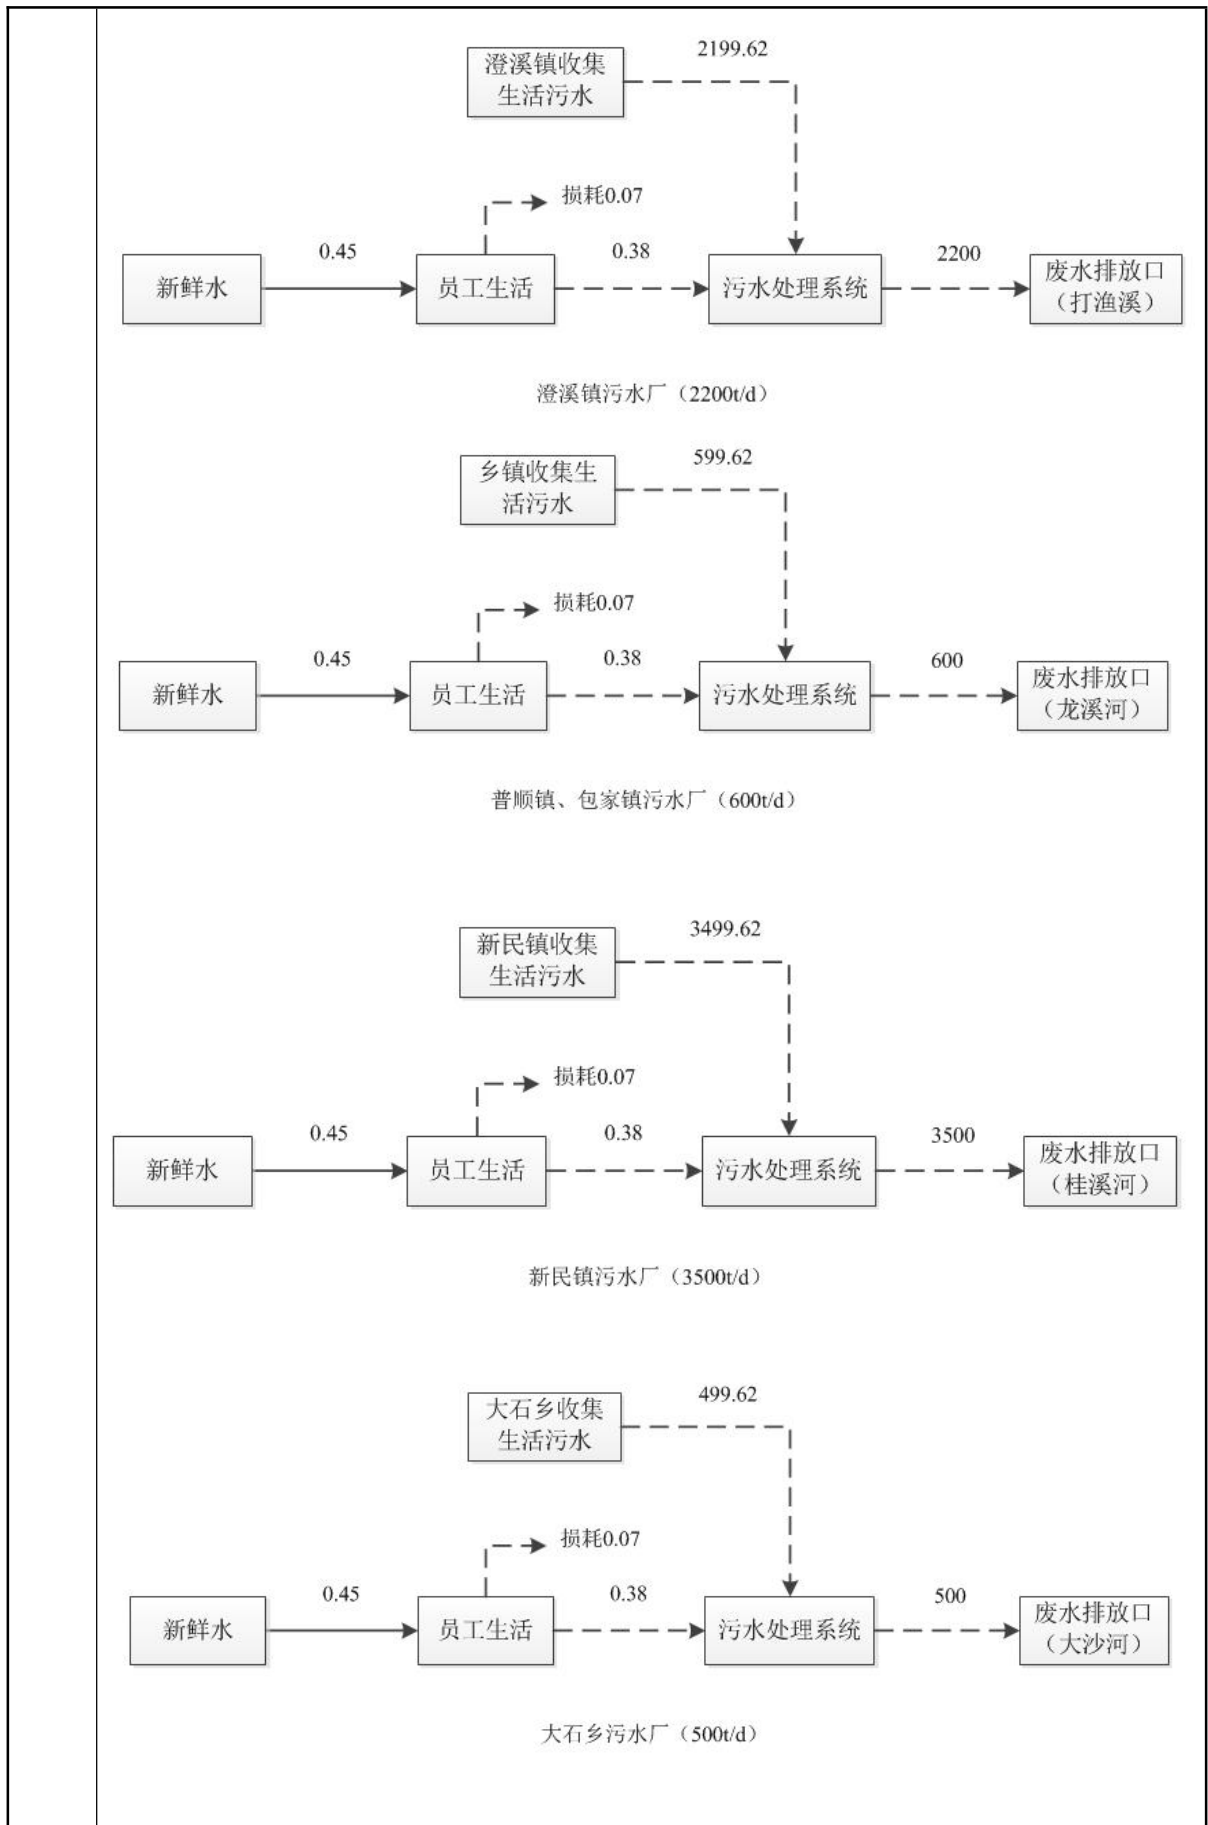 2199.62
澄溪镇收集
生活污水
损耗0.07
0.45
0.38
2200
新鲜水
员工生活
污水处理系统
废水排放口
（打渔溪）
澄溪镇污水厂（2200t/d）
599.62
乡镇收集生
活污水
损耗0.07
0.45
0.38
600
新鲜水
员工生活
污水处理系统
废水排放口
（龙溪河）
普顺镇、包家镇污水厂（600t/d）
3499.62
新民镇收集
生活污水
损耗0.07
0.45
0.38
3500
新鲜水
员工生活
污水处理系统
废水排放口
（桂溪河）
新民镇污水厂（3500t/d）
499.62
大石乡收集
生活污水
损耗0.07
0.45
0.38
500
新鲜水
员工生活
污水处理系统
废水排放口
（大沙河）
大石乡污水厂（500t/d）